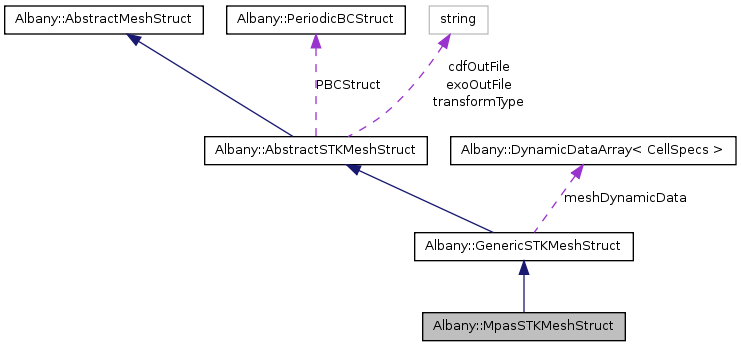 Albany::AbstractMeshStruct
Albany::PeriodicBCStruct
string
cdfOutFile
exoOutFile
transformType
PBCStruct
Albany::AbstractSTKMeshStruct
Albany::DynamicDataArray< CellSpecs >
meshDynamicData
Albany::GenericSTKMeshStruct
Albany::MpasSTKMeshStruct